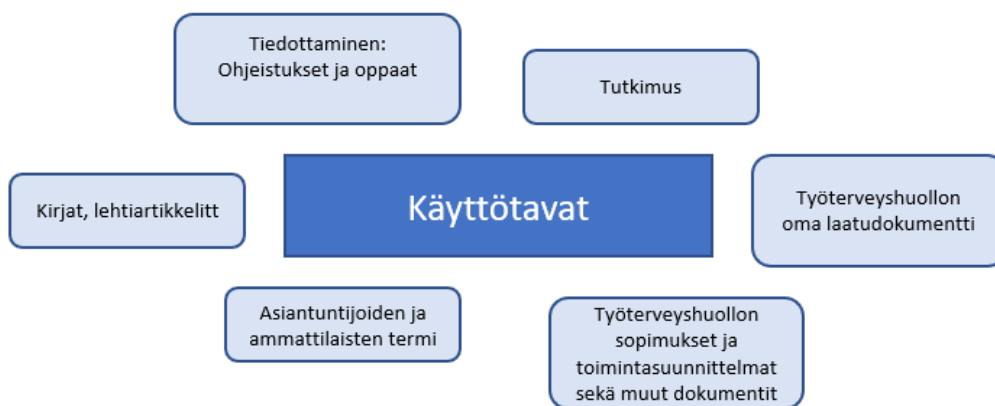 Tiedottaminen:
Ohjeistukset ja oppaat
Tutkimus
Kirjat, lehtiartikkelitt
Käyttötavat
Työterveyshuollon
oma laatudokumentti
Asiantuntijoiden ja
ammattilaisten termi
Työterveyshuollon
sopimukset ja
toimintasuunnittelmat
sekä muut dokumentit